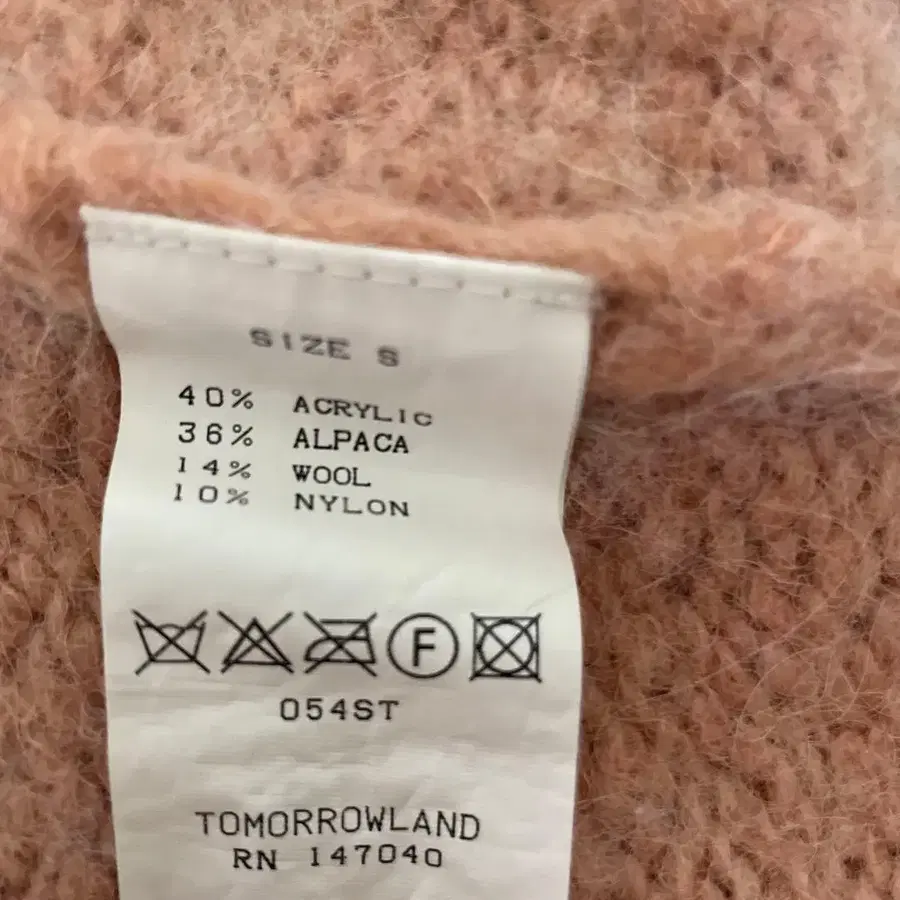 SIZE S
40% ACRYLIC
36% ALPACA
14% WOOL
10% NYLON
F
054ST
TOMORROWLAND
RN 147040